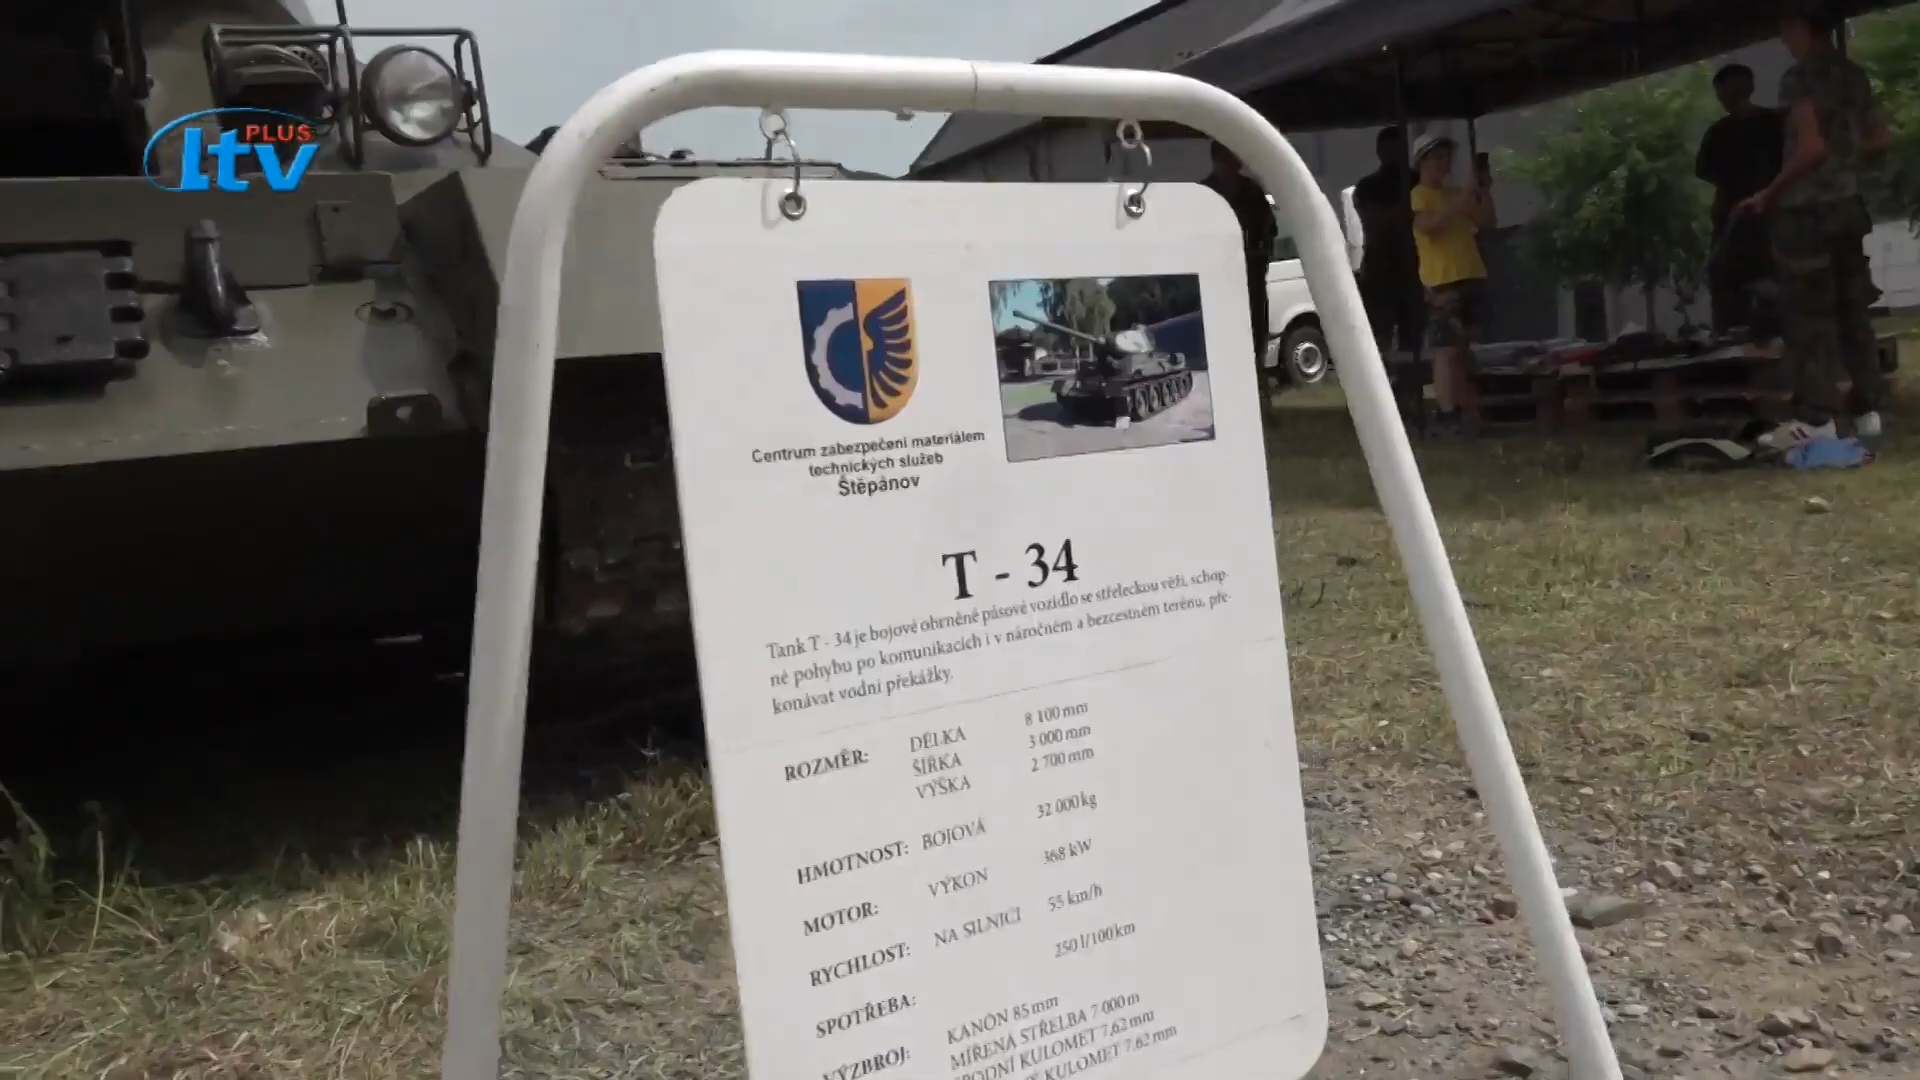 ltv PLUS
Centrum zabezpečení materiálem
technických služeb
Štěpánov
T - 34
Tank T - 34 je bojové obrněné pásové vozidlo se střeleckou věží, schop-
né pohybu po komunikacích i v náročném a bezcestném terénu, pře-
konávat vodní překážky.
ROZMĚR: DÉLKA 8 100 mm
ŠÍŘKA 3 000 mm
VÝŠKA 2 700 mm
HMOTNOST: BOJOVÁ 32 000 kg
MOTOR: VÝKON 368 kW
RYCHLOST: NA SILNICI 55 km/h
SPOTŘEBA: 250 l/100 km
VÝZBROJ: KANÓN 85 mm
MÍŘENÁ STŘELBA 7 000 m
KULOMET 7,62 mm
KULOMET 7,62 mm